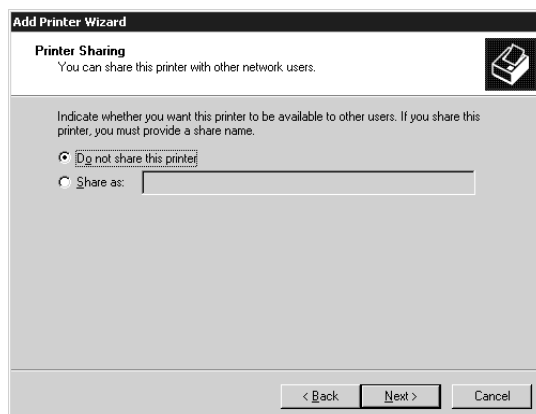 Add Printer Wizard
Printer Sharing
You can share this printer with other network users.
Indicate whether you want this printer to be available to other users. If you share this
printer, you must provide a share name.
Do not share this printer
Share as:
< Back
Next >
Cancel